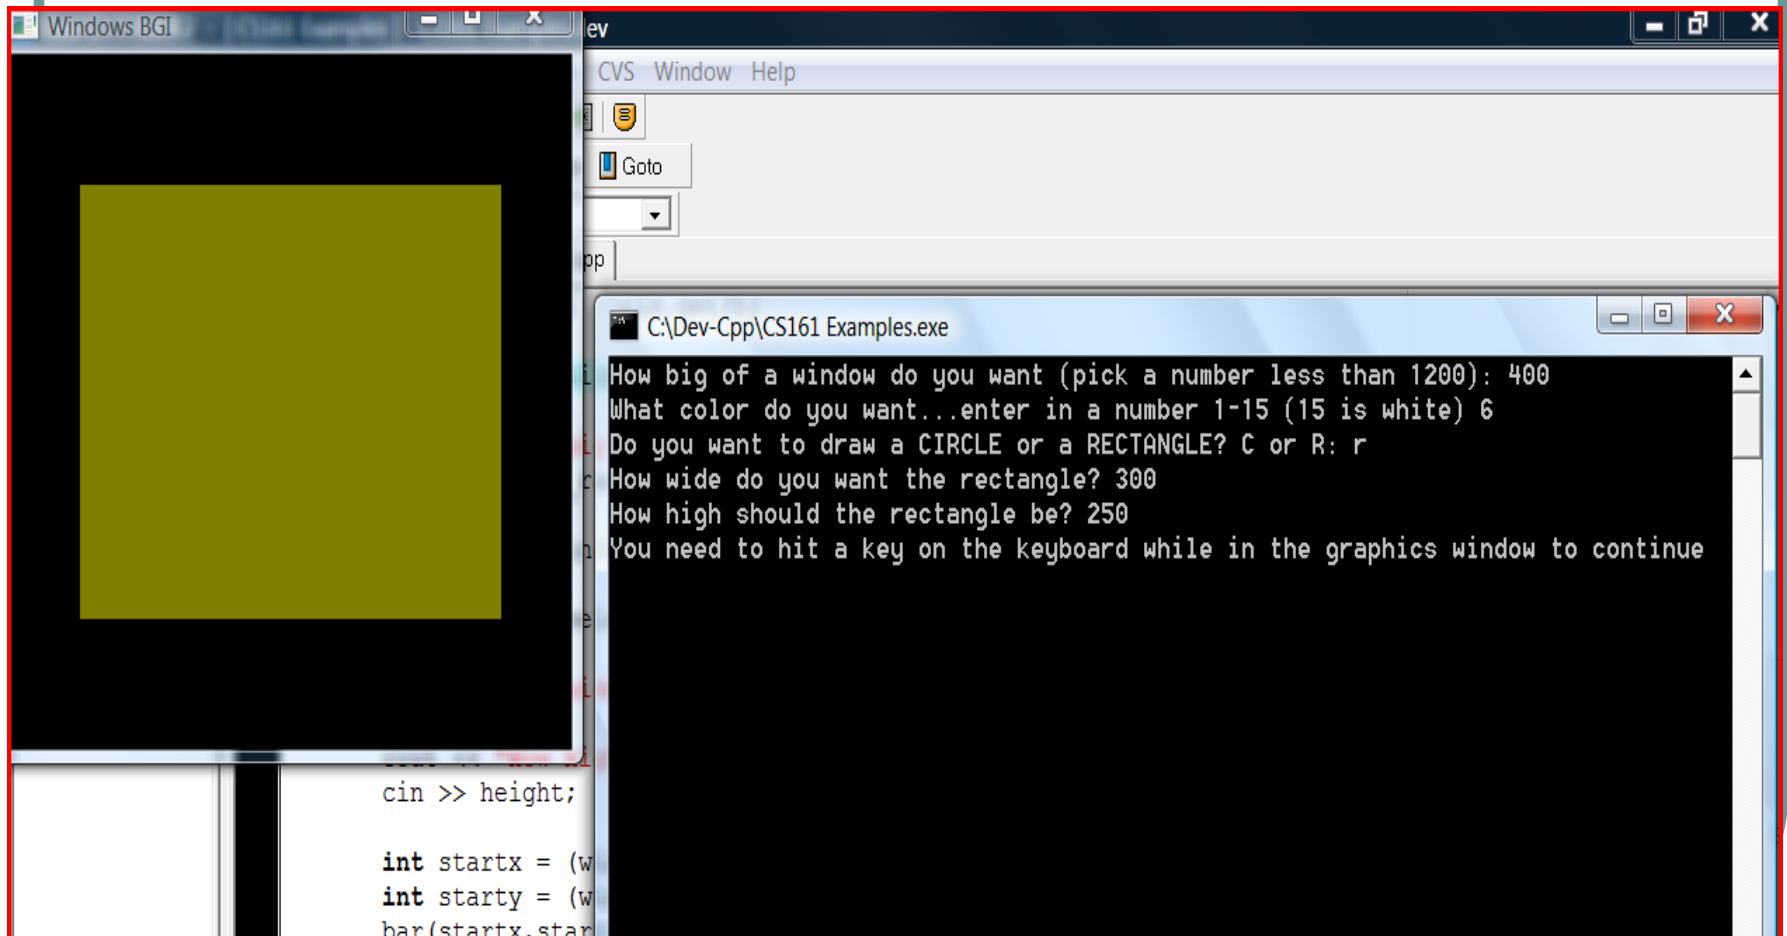 Windows BGI
ev
CVS Window Help
Goto
pp
C:\Dev-Cpp\CS161 Examples.exe
How big of a window do you want (pick a number less than 1200): 400
What color do you want...enter in a number 1-15 (15 is white) 6
Do you want to draw a CIRCLE or a RECTANGLE? C or R: r
How wide do you want the rectangle? 300
How high should the rectangle be? 250
You need to hit a key on the keyboard while in the graphics window to continue
cin >> height;
int startx = (w
int starty = (w
bar(startx,star